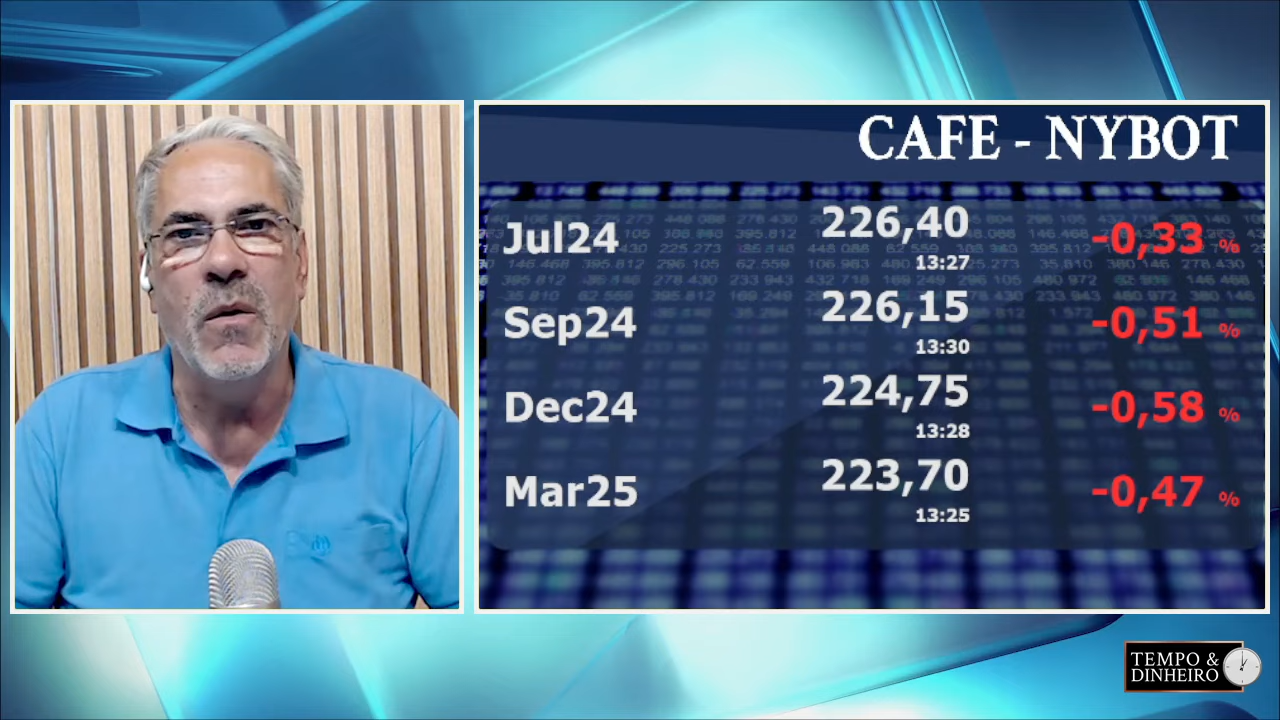 CAFE - NYBOT
Jul24 226,40 -0,33 %
13:27
Sep24 226,15 -0,51 %
13:30
Dec24 224,75 -0,58 %
13:28
Mar25 223,70 -0,47 %
13:25
TEMPO &
DINHEIRO